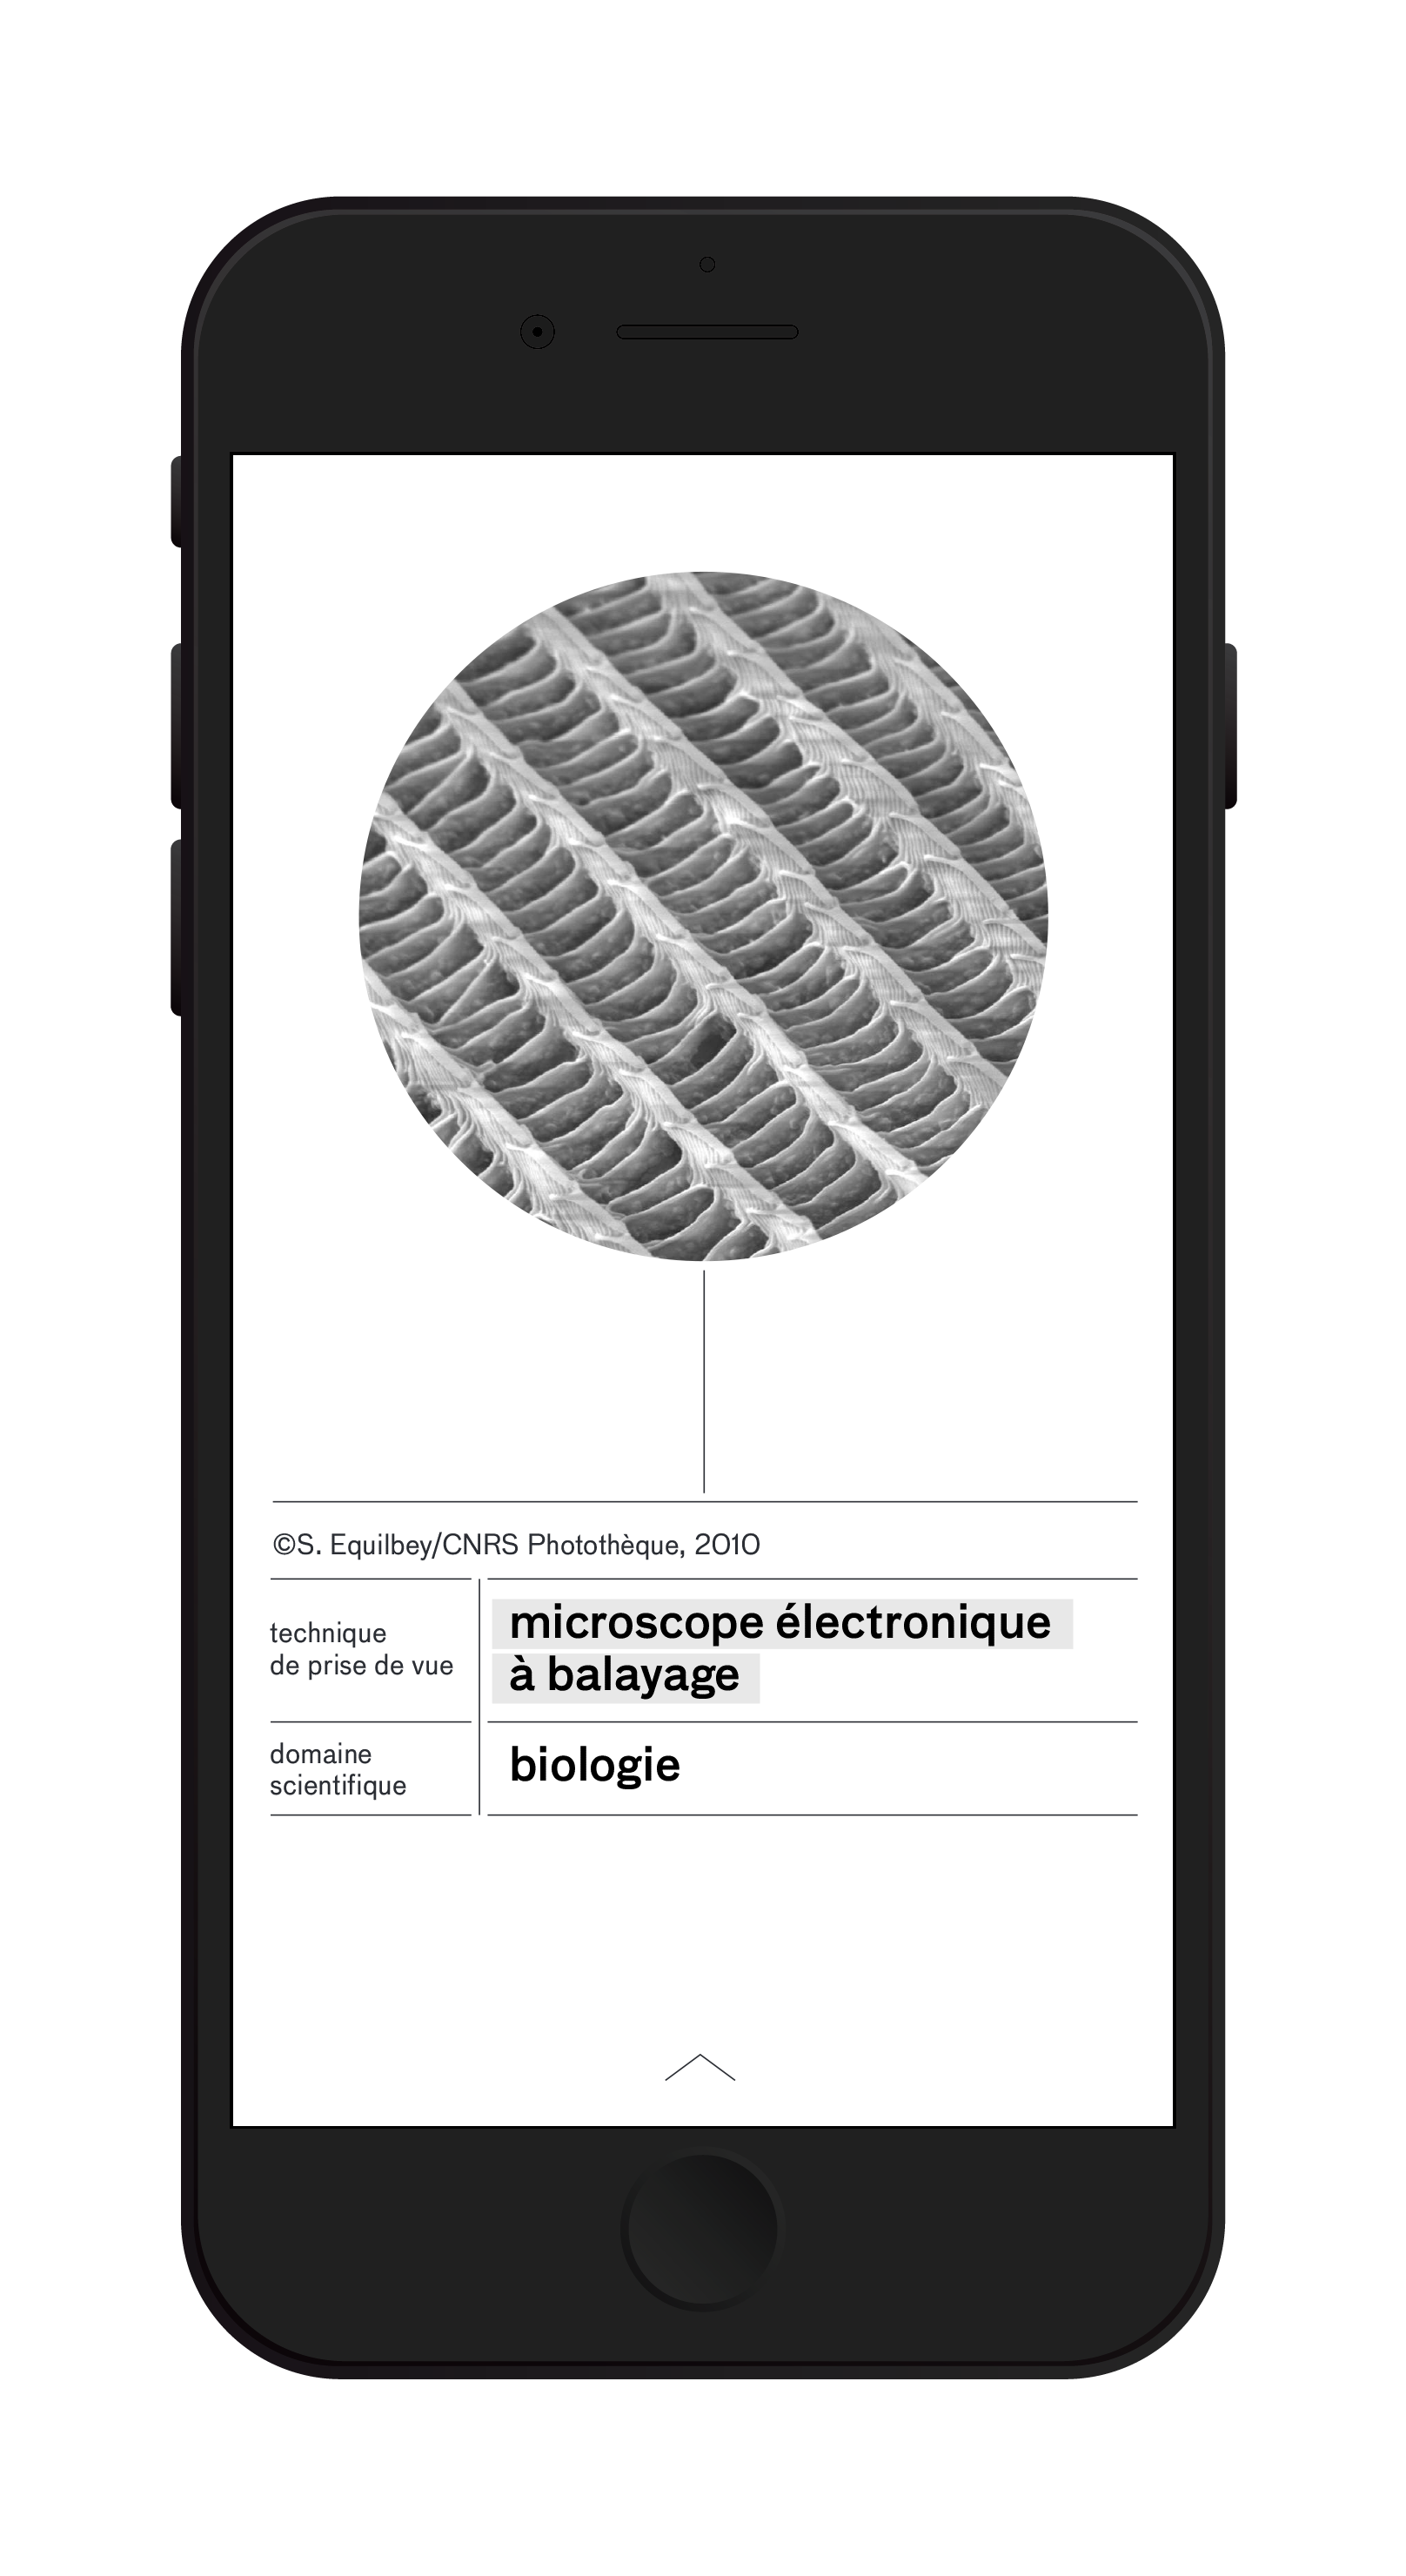 ©S. Equilbey/CNRS Photothèque, 2010
technique
de prise de vue
microscope électronique
à balayage
domaine
scientifique
biologie